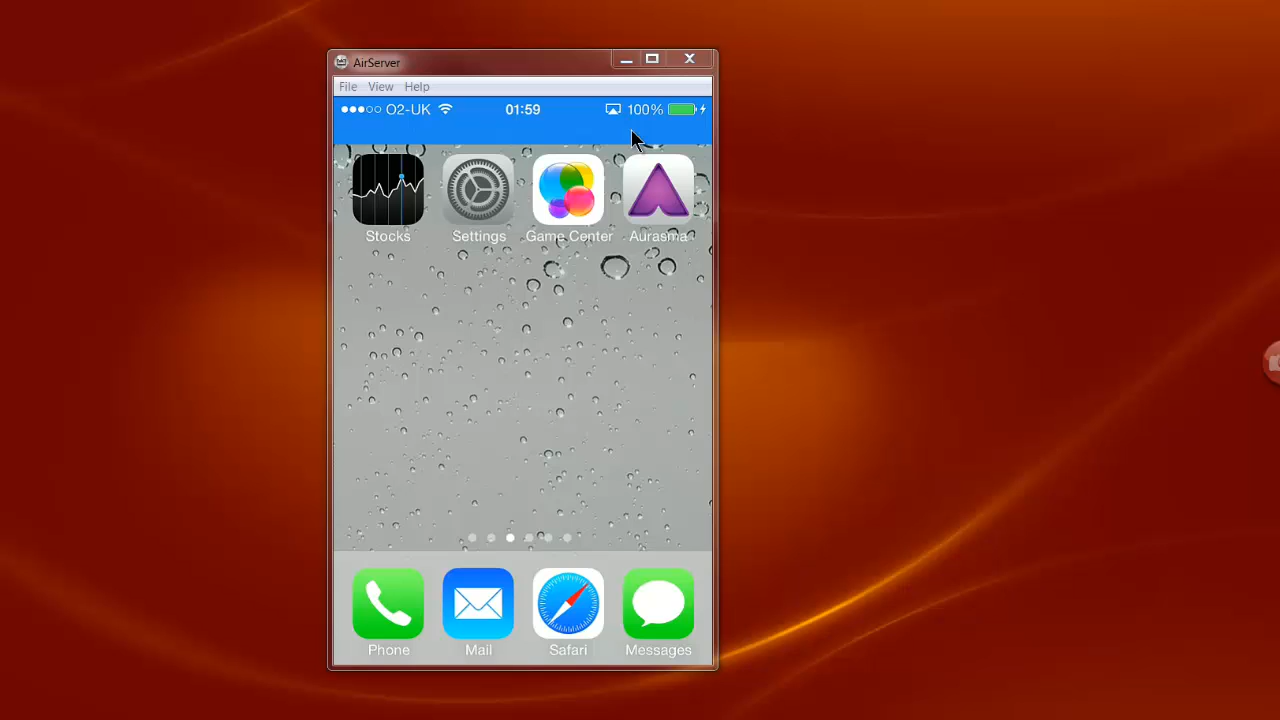 AirServer
File View Help
O2-UK 01:59 100%
Stocks Settings Game Center Aurasma
Phone Mail Safari Messages